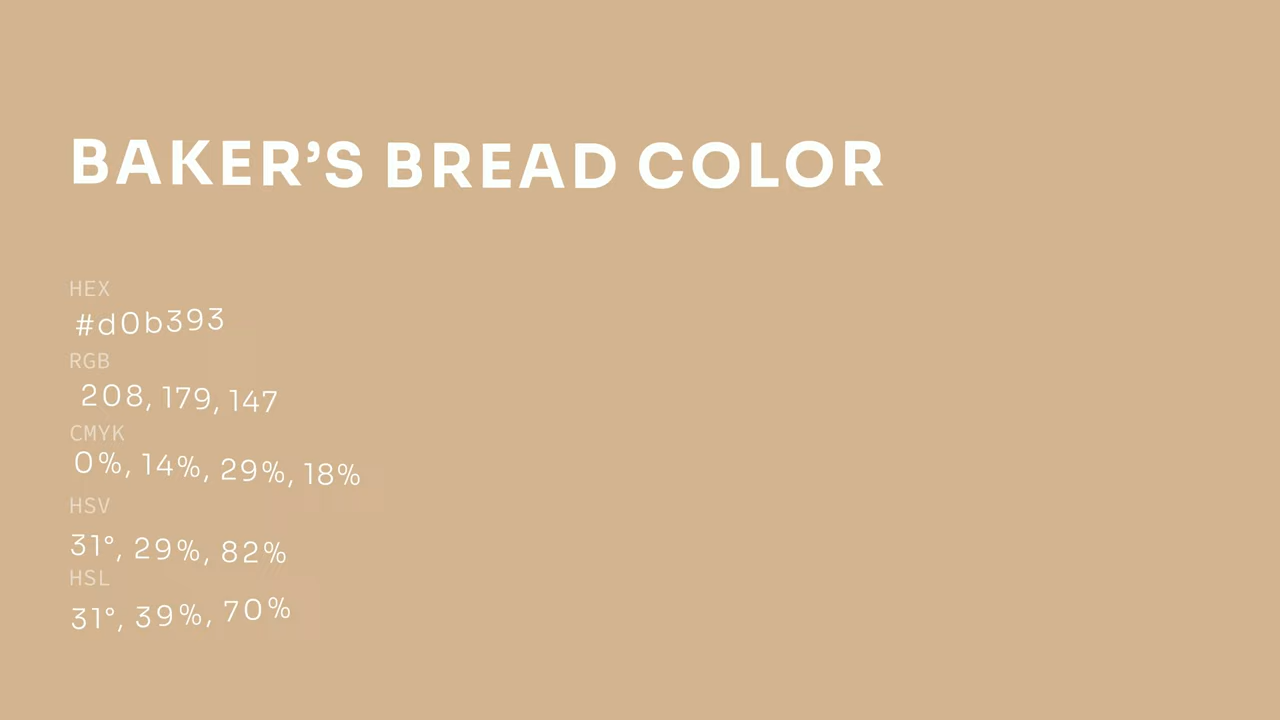 BAKER’S BREAD COLOR
HEX
#d0b393
RGB
208, 179, 147
CMYK
0%, 14%, 29%, 18%
HSV
31°, 29%, 82%
HSL
31°, 39%, 70%